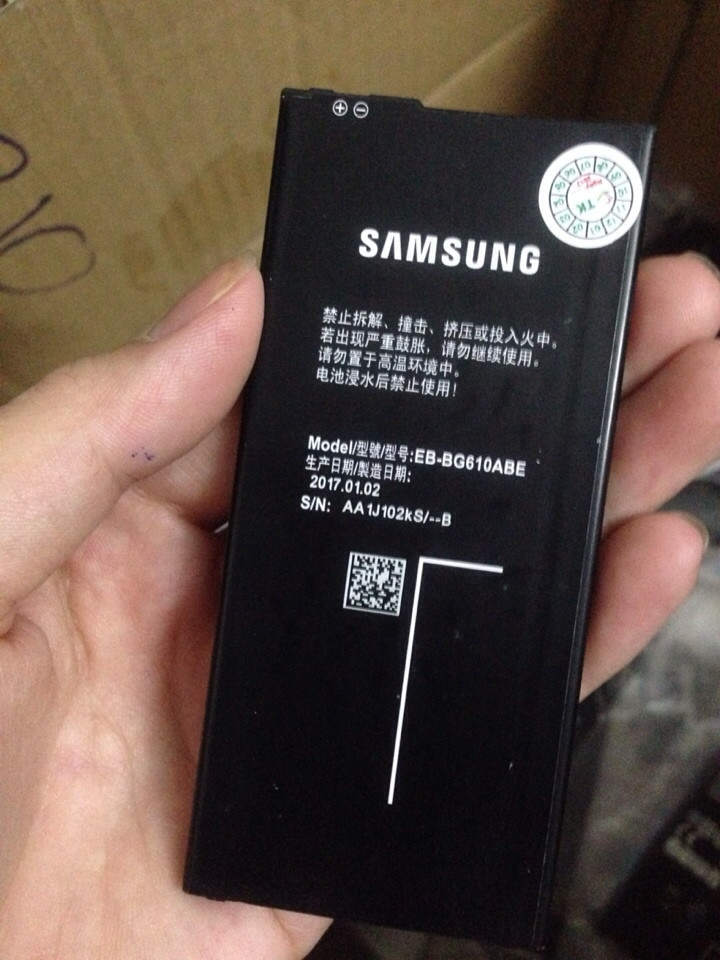 SAMSUNG
禁止拆解、撞击、挤压或投入火中。
若出现严重鼓胀，请勿继续使用。
请勿置于高温环境中。
电池浸水后禁止使用!
Model/型號/型号:EB-BG610ABE
生产日期/製造日期:
2017.01.02
S/N: AA1J102kS/--B